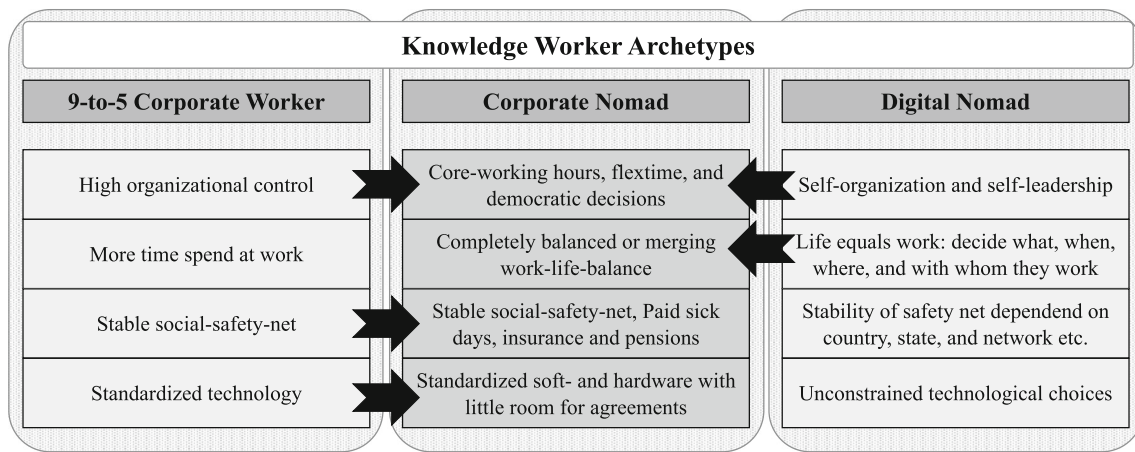 Knowledge Worker Archetypes
9-to-5 Corporate Worker
Corporate Nomad
Digital Nomad
High organizational control
Core-working hours, flextime, and
democratic decisions
Self-organization and self-leadership
More time spend at work
Completely balanced or merging
work-life-balance
Life equals work: decide what, when,
where, and with whom they work
Stable social-safety-net
Stable social-safety-net, Paid sick
days, insurance and pensions
Stability of safety net dependend on
country, state, and network etc.
Standardized technology
Standardized soft- and hardware with
little room for agreements
Unconstrained technological choices